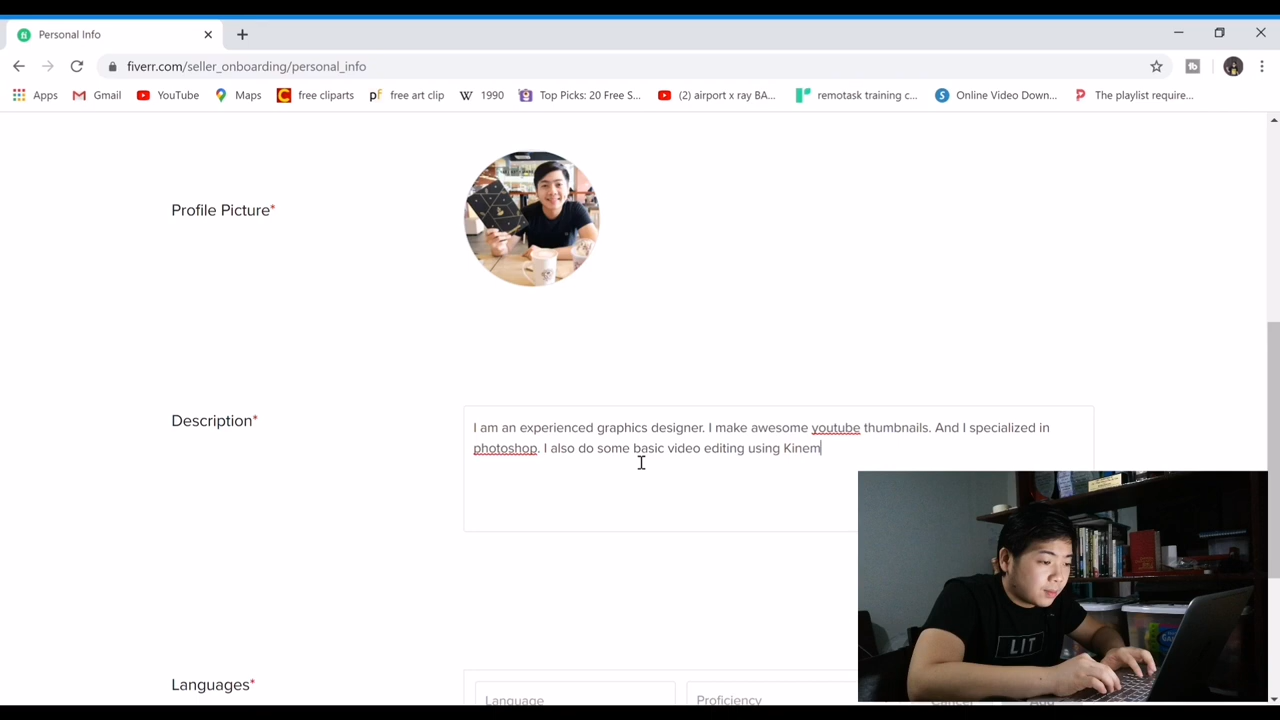 Personal Info
fiverr.com/seller_onboarding/personal_info
Apps Gmail YouTube Maps free cliparts free art clip 1990 Top Picks: 20 Free S... (2) airport x ray BA... remotask training c... Online Video Down... The playlist require...
Profile Picture*
Description*
I am an experienced graphics designer. I make awesome youtube thumbnails. And I specialized in
photoshop. I also do some basic video editing using Kinem
LIT
Languages*
Language
Proficiency
Cancel
Add